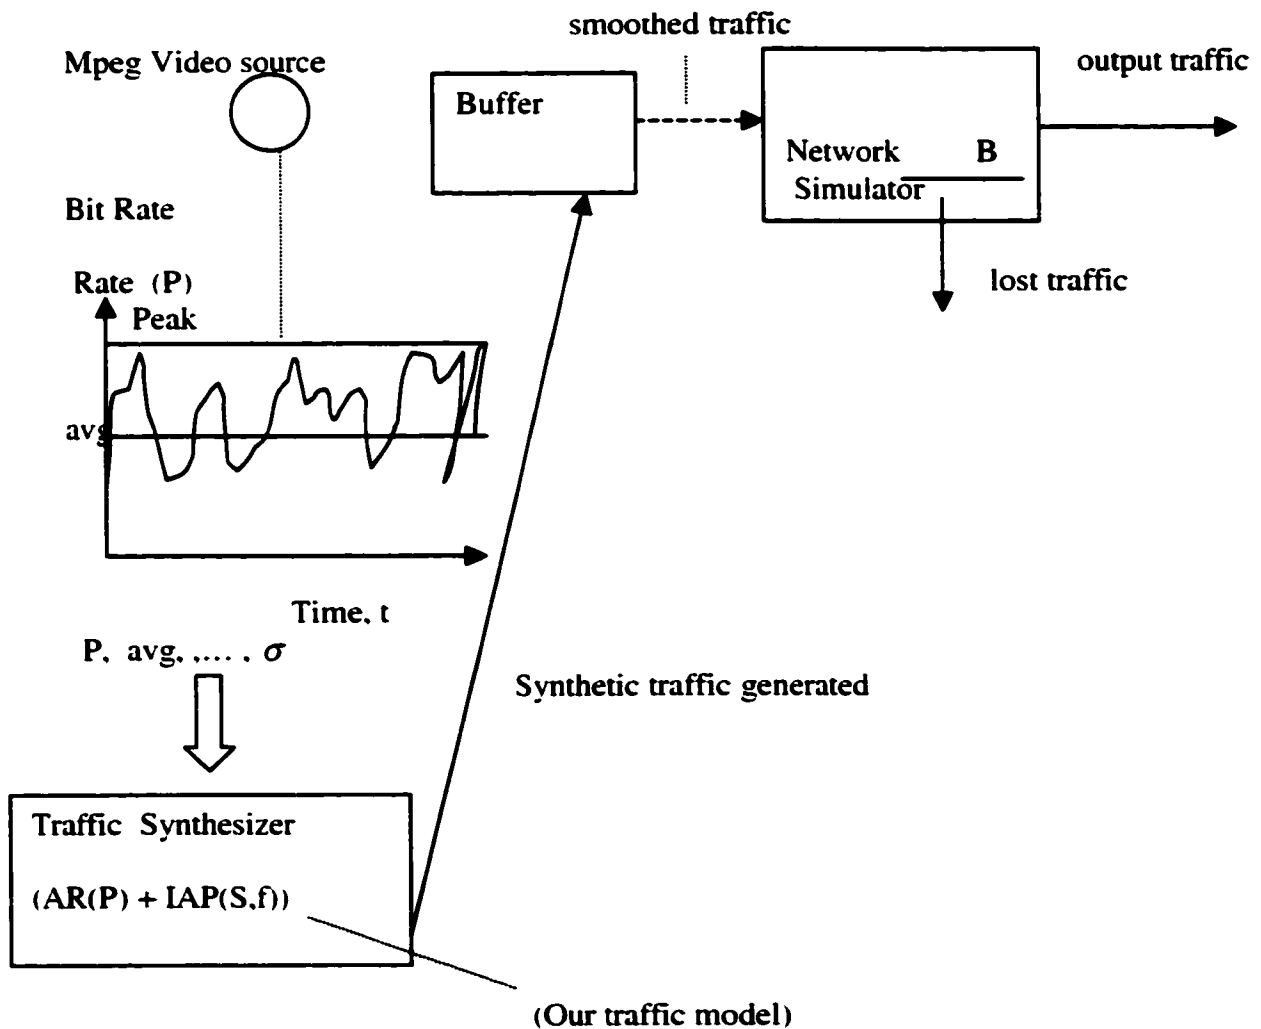 smoothed traffic
Mpeg Video source
output traffic
Buffer
Network B
Simulator
Bit Rate
lost traffic
Rate (P)
Peak
avg
Time, t
P, avg, ,... , σ
Synthetic traffic generated
Traffic Synthesizer
(AR(P) + IAP(S,f))
(Our traffic model)